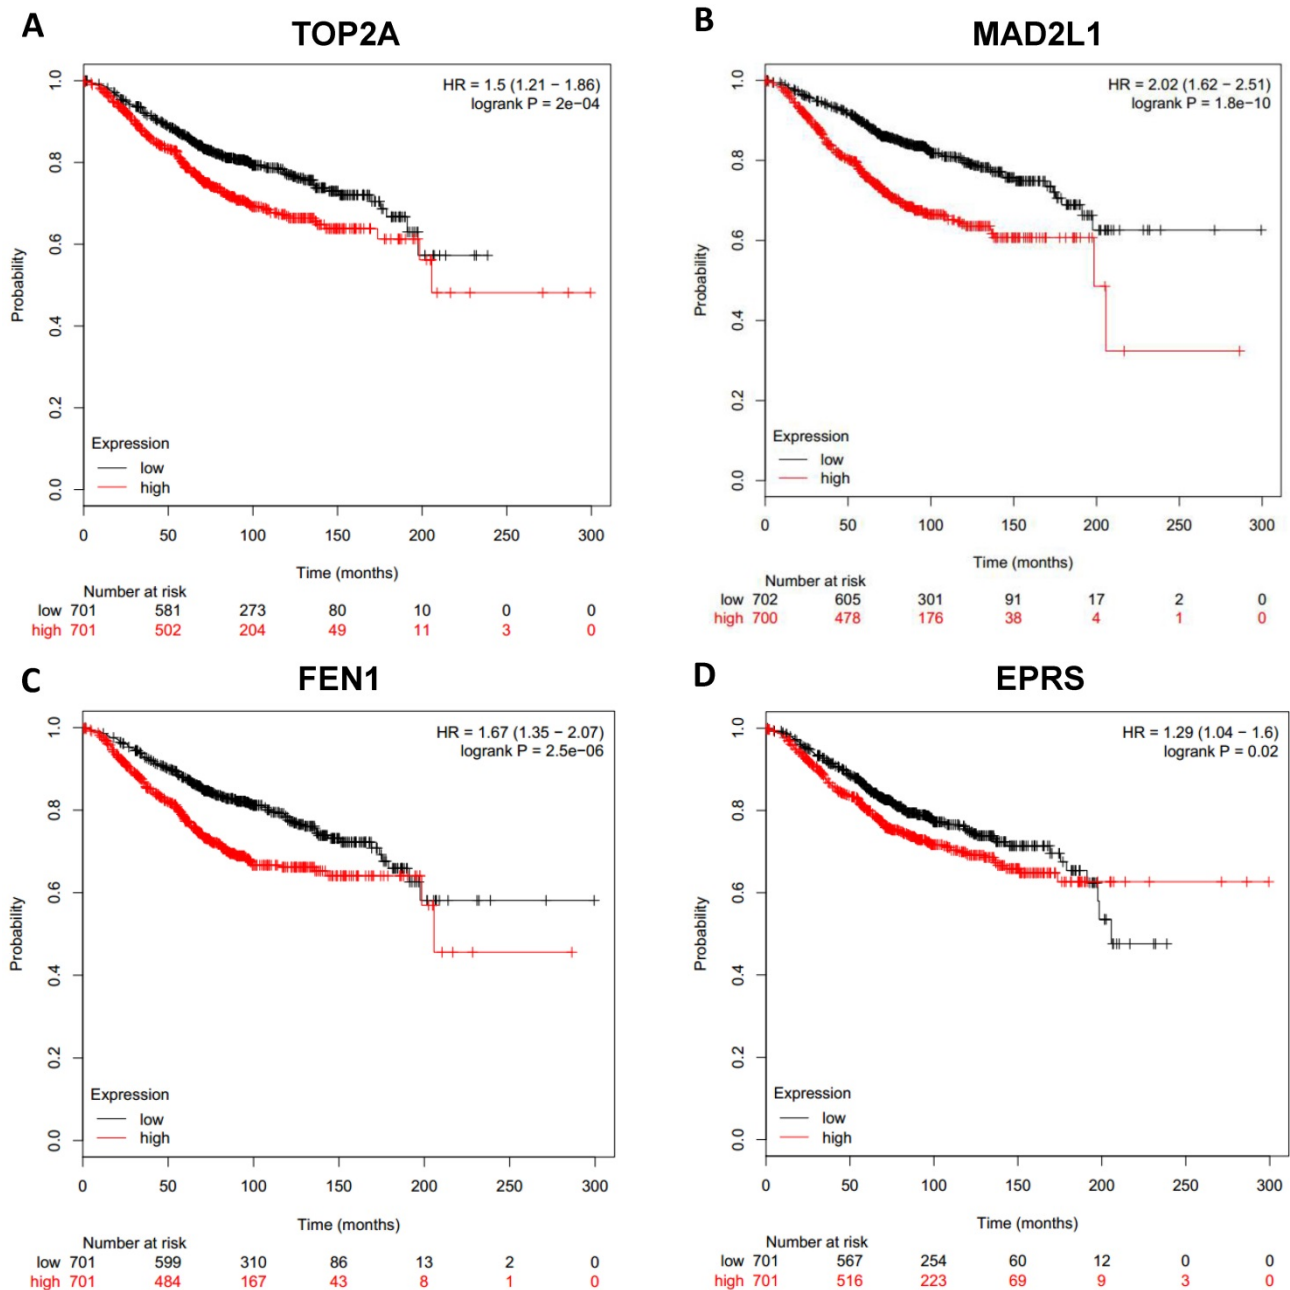 A
TOP2A
HR = 1.5 (1.21 − 1.86)
logrank P = 2e−04
Probability
1.0
0.8
0.6
0.4
0.2
0.0
Expression
low
high
0 50 100 150 200 250 300
Time (months)
Number at risk
low 701 581 273 80 10 0 0
high 701 502 204 49 11 3 0
B
MAD2L1
HR = 2.02 (1.62 − 2.51)
logrank P = 1.8e−10
Probability
1.0
0.8
0.6
0.4
0.2
0.0
Expression
low
high
0 50 100 150 200 250 300
Time (months)
Number at risk
low 702 605 301 91 17 2 0
high 700 478 176 38 4 1 0
C
FEN1
HR = 1.67 (1.35 − 2.07)
logrank P = 2.5e−06
Probability
1.0
0.8
0.6
0.4
0.2
0.0
Expression
low
high
0 50 100 150 200 250 300
Time (months)
Number at risk
low 701 599 310 86 13 2 0
high 701 484 167 43 8 1 0
D
EPRS
HR = 1.29 (1.04 − 1.6)
logrank P = 0.02
Probability
1.0
0.8
0.6
0.4
0.2
0.0
Expression
low
high
0 50 100 150 200 250 300
Time (months)
Number at risk
low 701 567 254 60 12 0 0
high 701 516 223 69 9 3 0